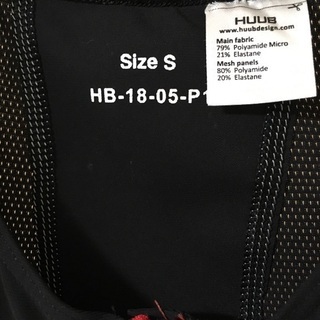 HUUB
www.huubdesign.com
Main fabric
79% Polyamide Micro
21% Elastane
Mesh panels
80% Polyamide
20% Elastane
Size S
HB-18-05-P1